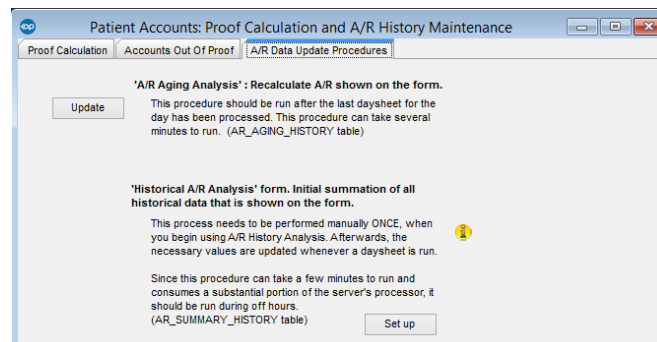 Patient Accounts: Proof Calculation and A/R History Maintenance
Proof Calculation Accounts Out Of Proof A/R Data Update Procedures
'A/R Aging Analysis' : Recalculate A/R shown on the form.
Update
This procedure should be run after the last daysheet for the
day has been processed. This procedure can take several
minutes to run. (AR_AGING_HISTORY table)
'Historical A/R Analysis' form. Initial summation of all
historical data that is shown on the form.
This process needs to be performed manually ONCE, when
you begin using A/R History Analysis. Afterwards, the
necessary values are updated whenever a daysheet is run.
Since this procedure can take a few minutes to run and
consumes a substantial portion of the server's processor, it
should be run during off hours.
(AR_SUMMARY_HISTORY table)
Set up